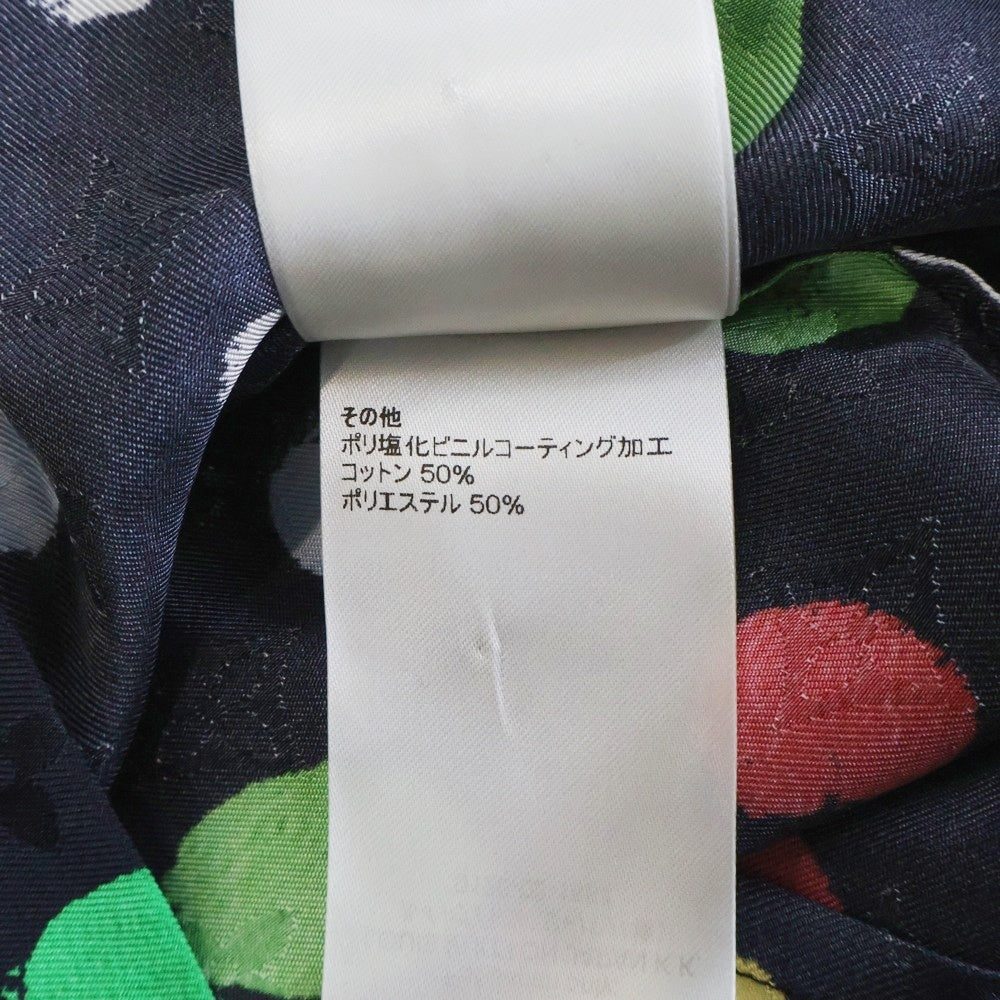 その他
ポリ塩化ビニルコーティング加工
コットン 50%
ポリエステル 50%